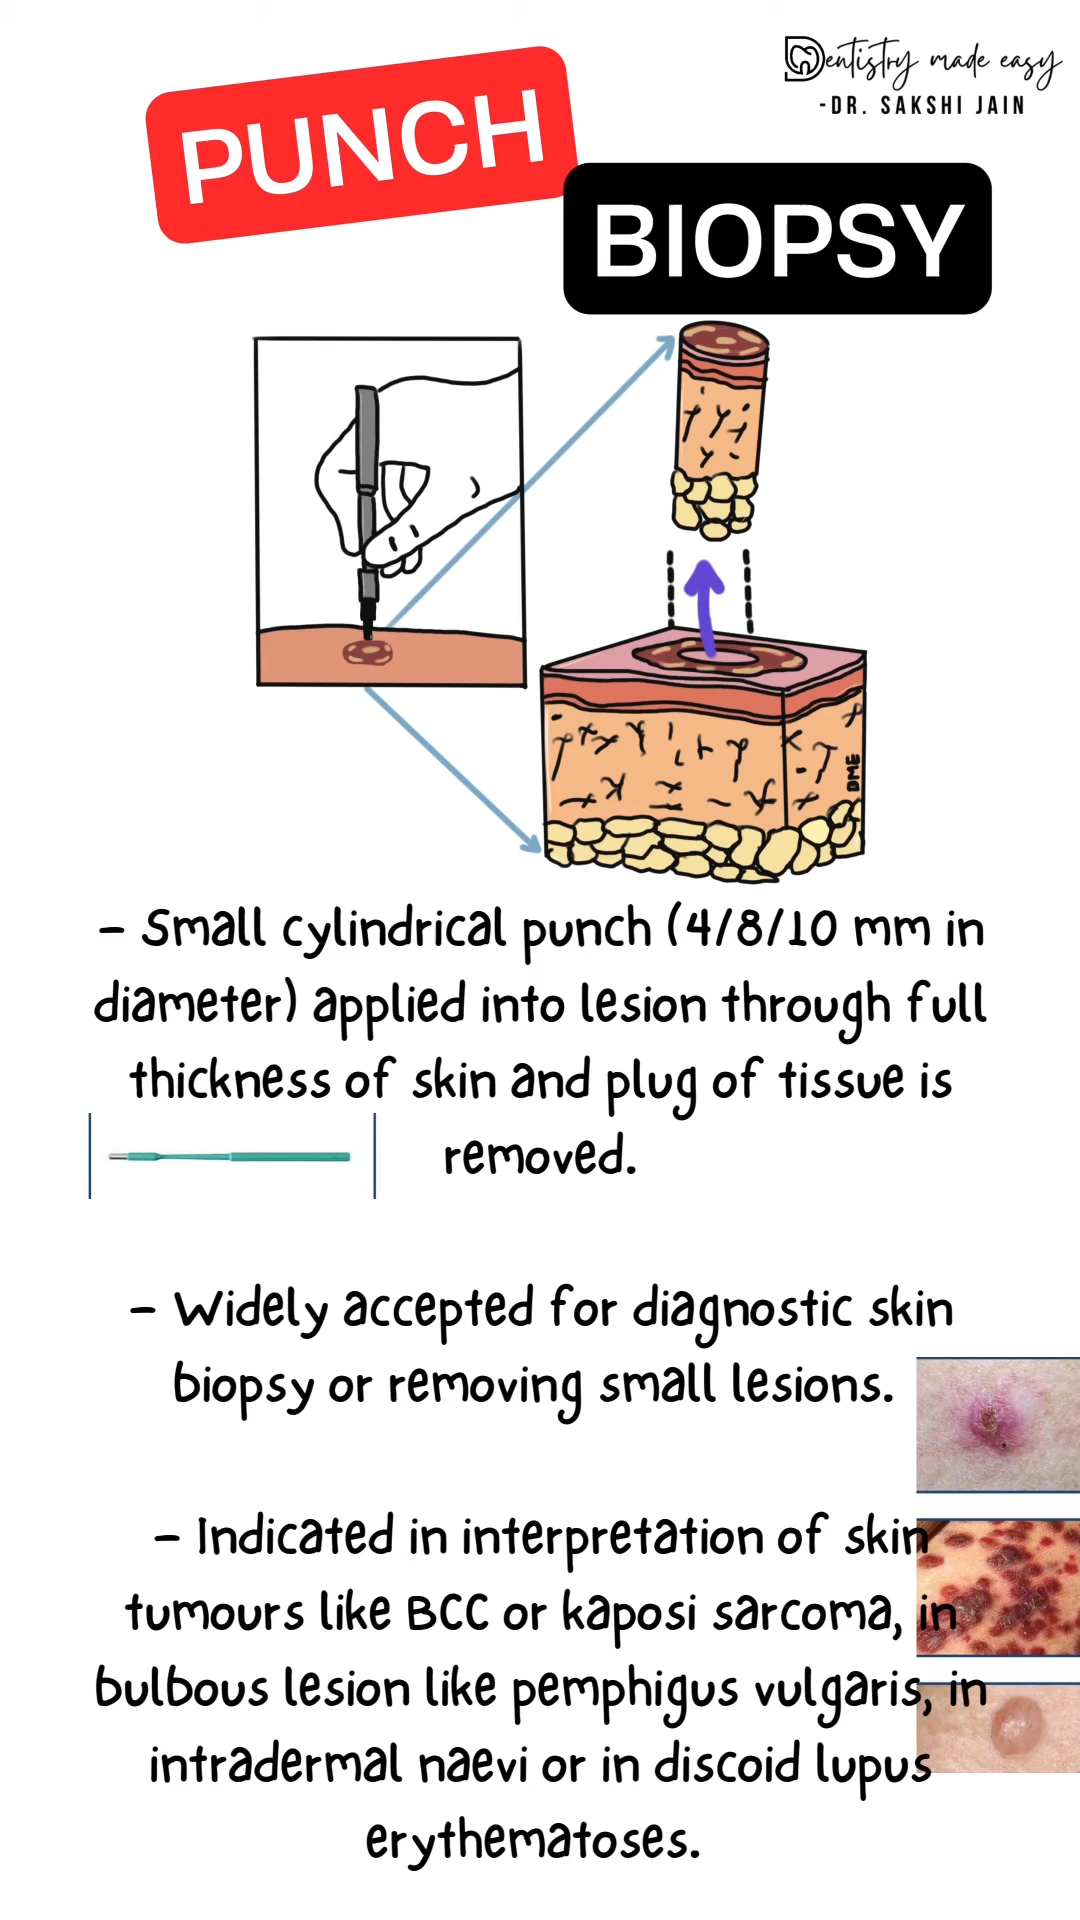 Dentistry made easy
-DR. SAKSHI JAIN
PUNCH
BIOPSY
DME
- Small cylindrical punch (4/8/10 mm in
diameter) applied into lesion through full
thickness of skin and plug of tissue is
removed.
- Widely accepted for diagnostic skin
biopsy or removing small lesions.
- Indicated in interpretation of skin
tumours like BCC or kaposi sarcoma, in
bulbous lesion like pemphigus vulgaris, in
intradermal naevi or in discoid lupus
erythematoses.